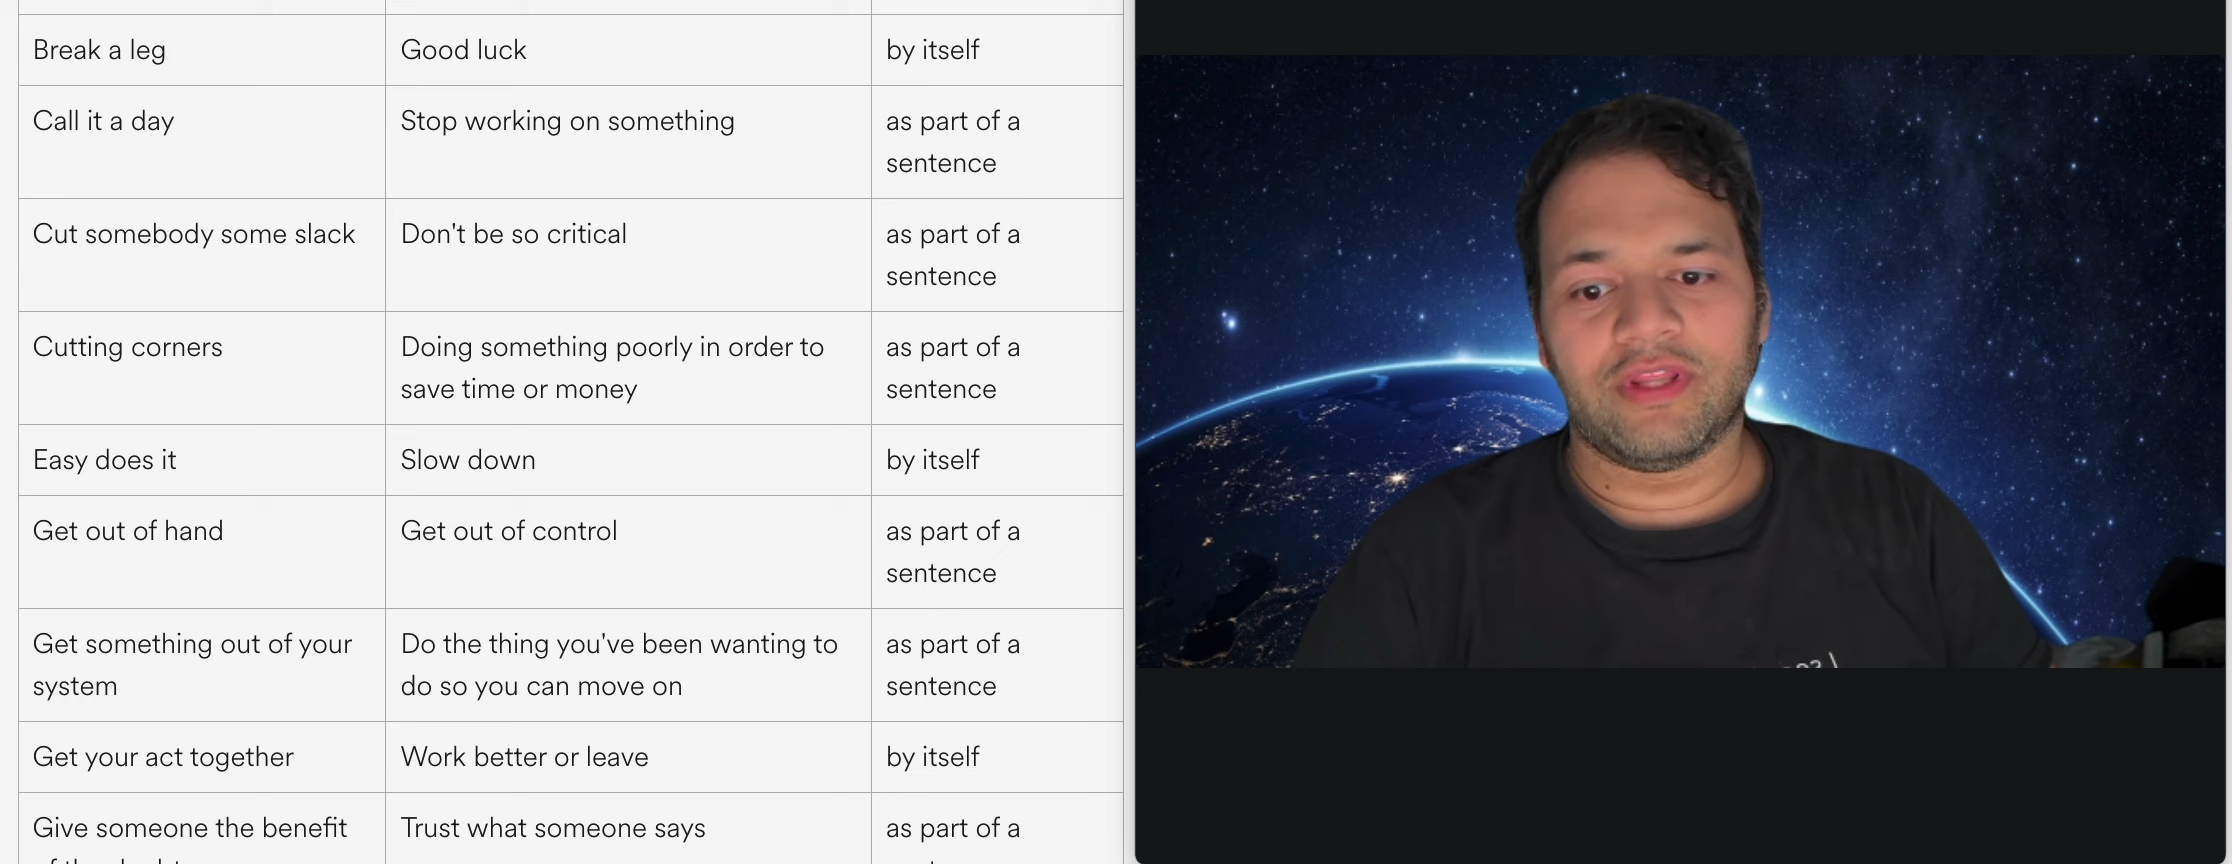 Break a leg
Good luck
by itself
Call it a day
Stop working on something
as part of a
sentence
Cut somebody some slack
Don't be so critical
as part of a
sentence
Cutting corners
Doing something poorly in order to
save time or money
as part of a
sentence
Easy does it
Slow down
by itself
Get out of hand
Get out of control
as part of a
sentence
Get something out of your
system
Do the thing you've been wanting to
do so you can move on
as part of a
sentence
Get your act together
Work better or leave
by itself
Give someone the benefit
Trust what someone says
as part of a